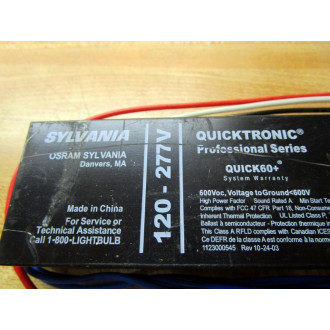 SYLVANIA
OSRAM SYLVANIA
Danvers, MA
Made in China
For Service or
Technical Assistance
Call 1-800-LIGHTBULB
120 - 277V
QUICKTRONIC®
Professional Series
QUICK60+®
System Warranty
600Voc, Voltage to Ground<600V
High Power Factor Sound Rated A Min Start Te
Complies with FCC 47 CFR, Part 18, Non-Consume
Inherent Thermal Protection UL Listed Class P, T
Ballast à semiconducteur - Protection thermique in
This Class A RFLD complies with Canadian ICES
Ce DEFR de la classe A est conforme à la norme
1123000545 Rev 10-24-03